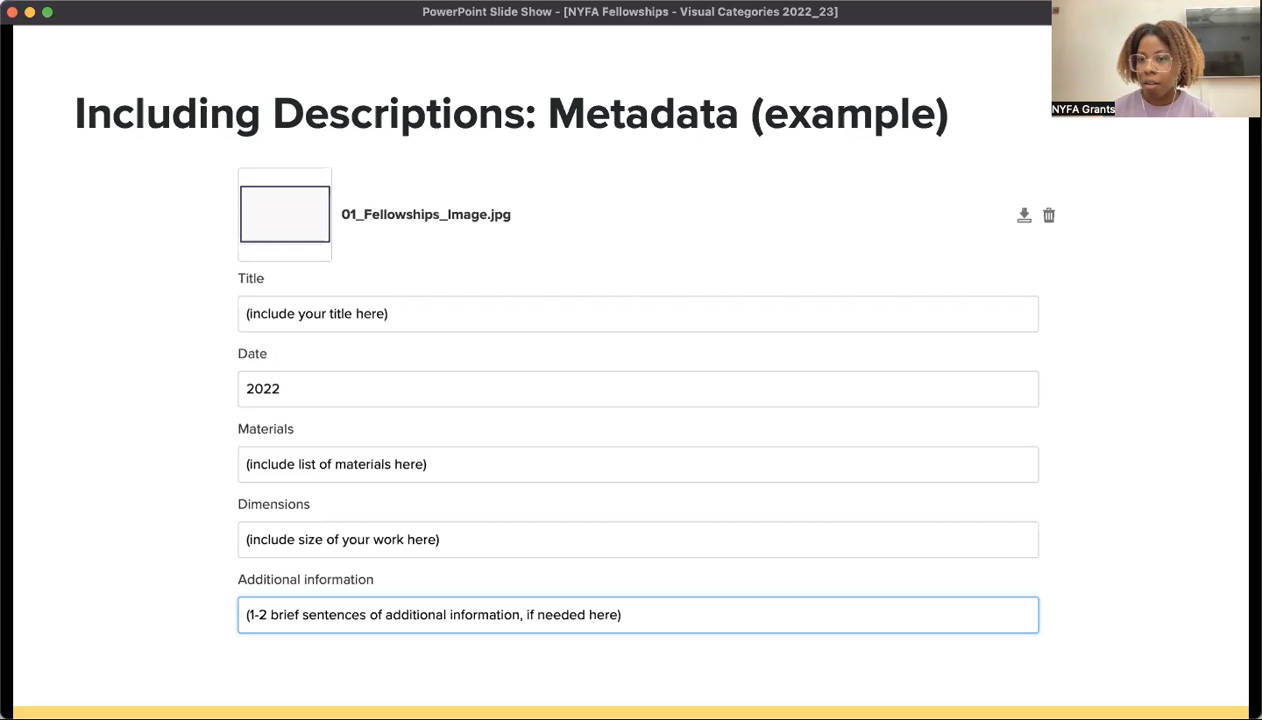 PowerPoint Slide Show - [NYFA Fellowships - Visual Categories 2022_23]
NYFA Grants
Including Descriptions: Metadata (example)
01_Fellowships_Image.jpg
Title
(include your title here)
Date
2022
Materials
(include list of materials here)
Dimensions
(include size of your work here)
Additional information
(1-2 brief sentences of additional information, if needed here)